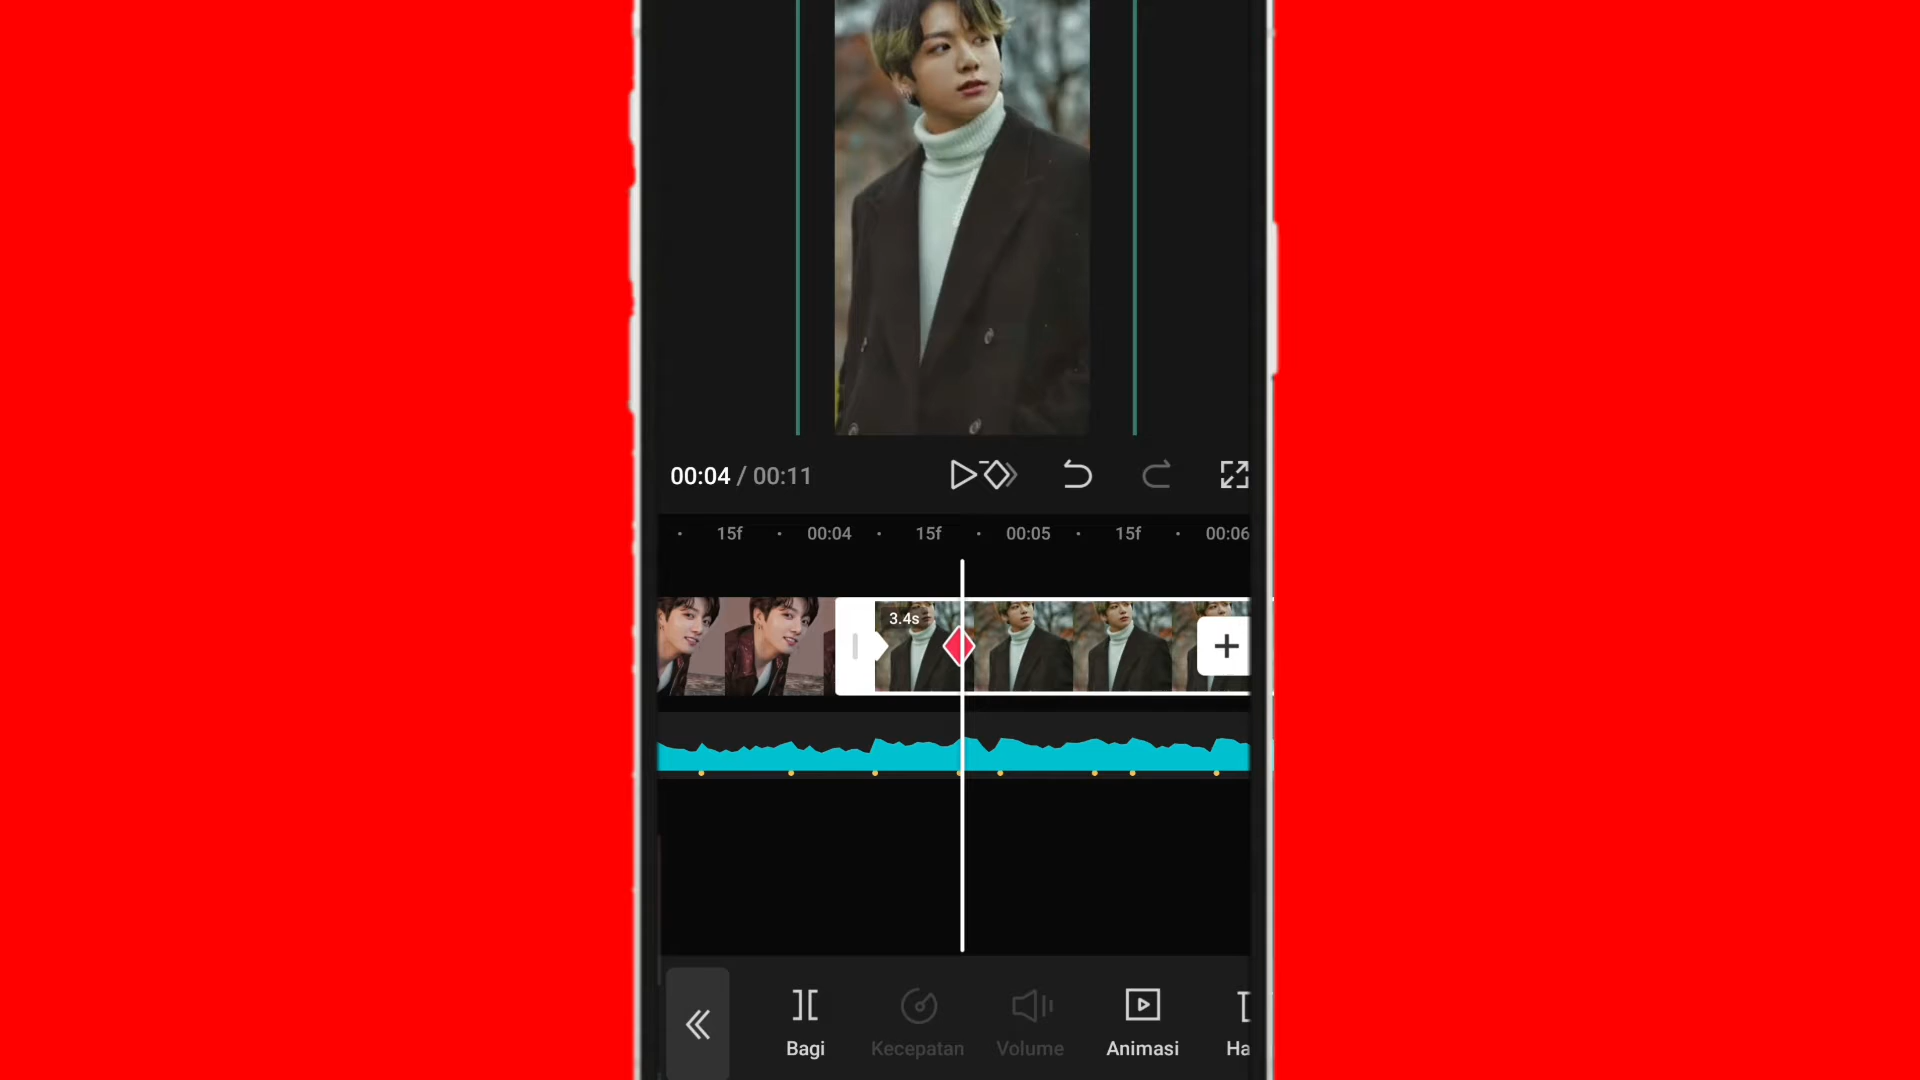 00:04 / 00:11
15f 00:04 15f 00:05 15f 00:06
3.4s
Bagi Kecepatan Volume Animasi Ha